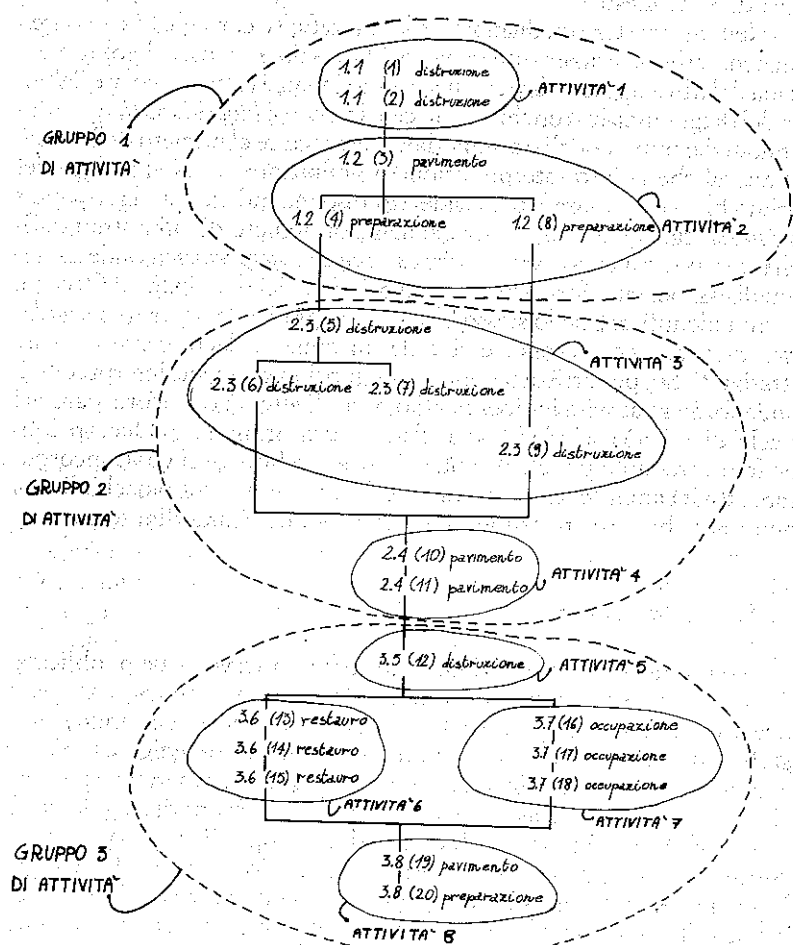 1.1 (1) distruzione
1.1 (2) distruzione
ATTIVITA` 1
GRUPPO 1
DI ATTIVITA`
1.2 (3) pavimento
1.2 (4) preparazione
1.2 (8) preparazione
ATTIVITA` 2
2.3 (5) distruzione
ATTIVITA` 3
2.3 (6) distruzione
2.3 (7) distruzione
2.3 (9) distruzione
GRUPPO 2
DI ATTIVITA`
2.4 (10) pavimento
2.4 (11) pavimento
ATTIVITA` 4
3.5 (12) distruzione
ATTIVITA` 5
3.6 (13) restauro
3.6 (14) restauro
3.6 (15) restauro
ATTIVITA` 6
3.7 (16) occupazione
3.7 (17) occupazione
3.7 (18) occupazione
ATTIVITA` 7
GRUPPO 3
DI ATTIVITA`
3.8 (19) pavimento
3.8 (20) preparazione
ATTIVITA` 8